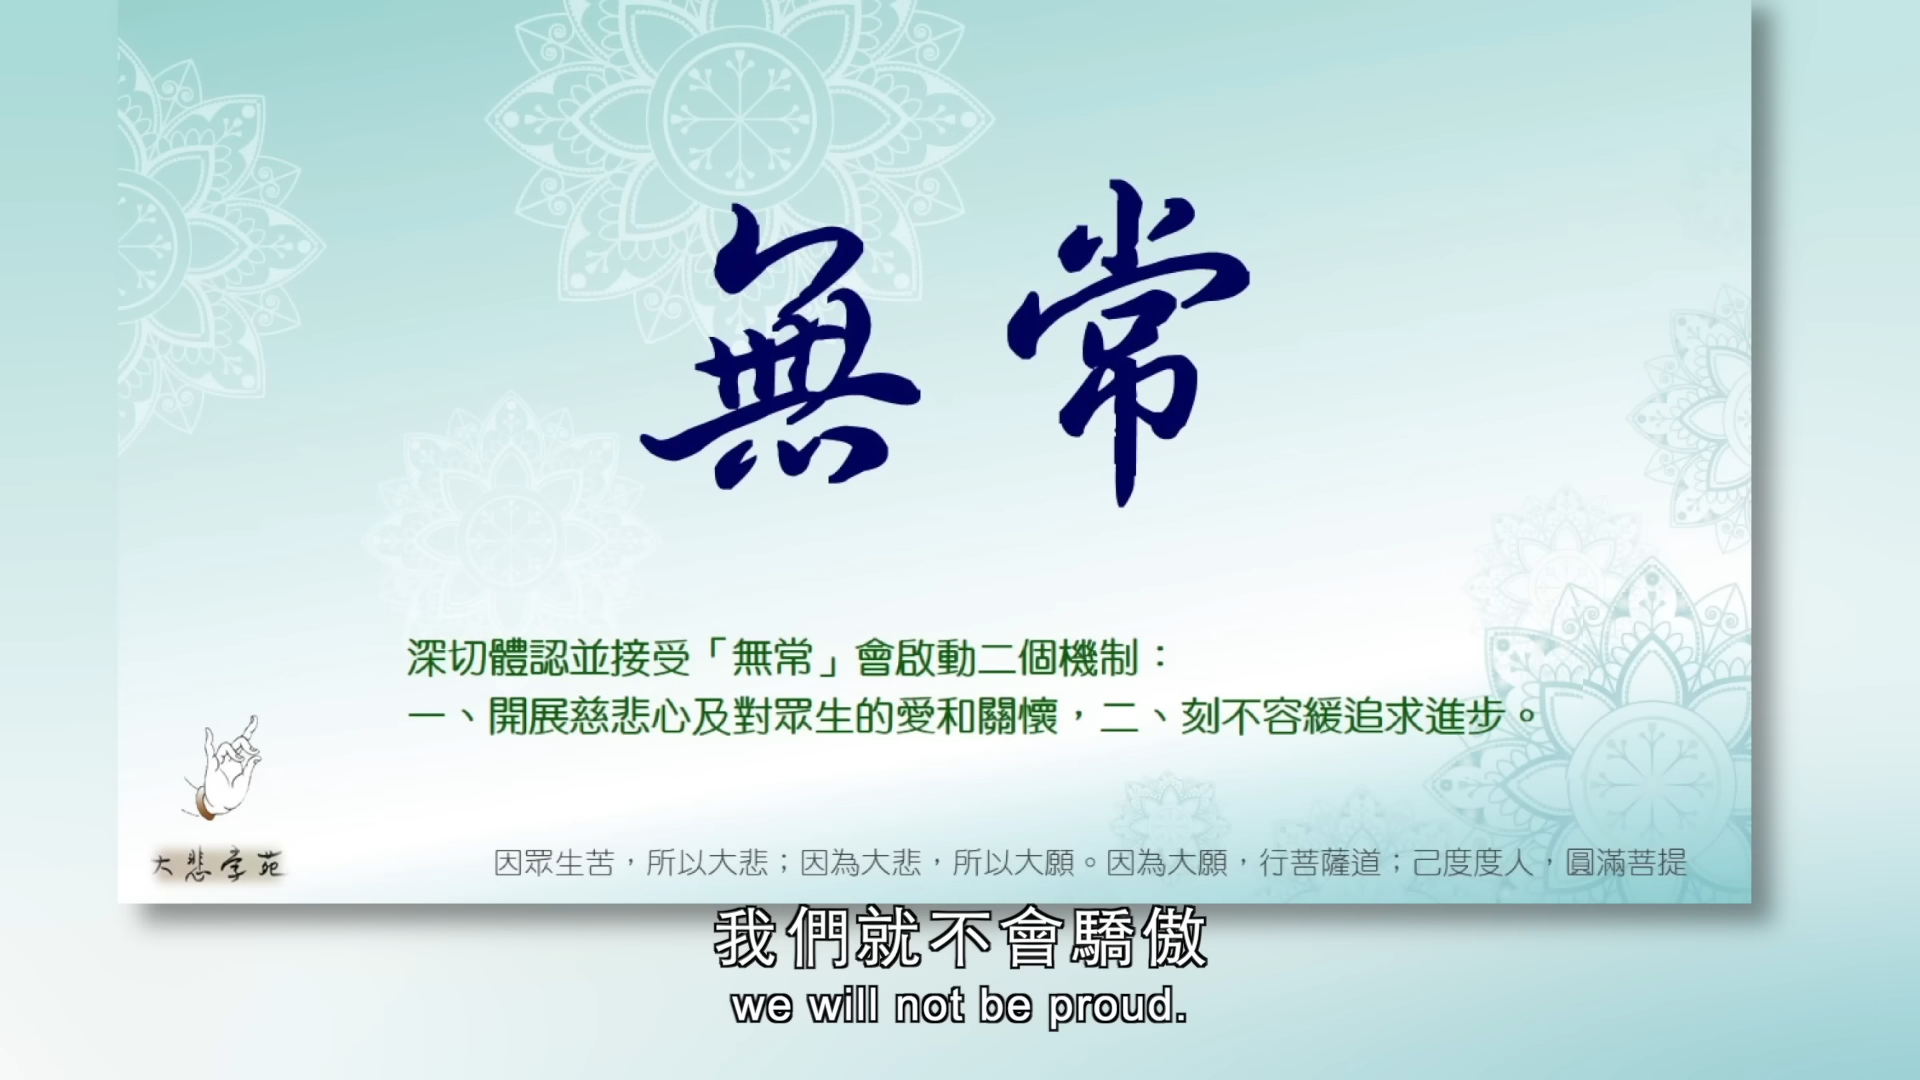 無常
深切體認並接受「無常」會啟動二個機制：
一、開展慈悲心及對眾生的愛和關懷，二、刻不容緩追求進步。
大悲学苑
因眾生苦，所以大悲；因為大悲，所以大願。因為大願，行菩薩道；己度度人，圓滿菩提
我們就不會驕傲
we will not be proud.